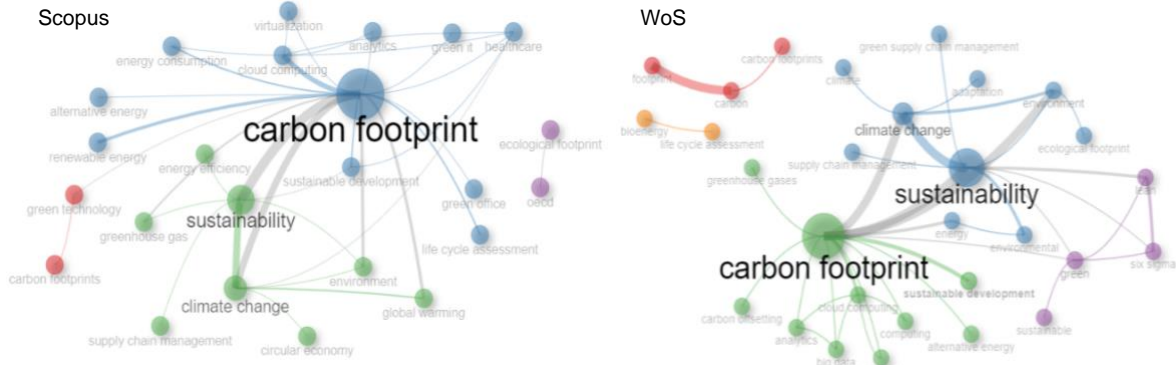 Scopus
virtualization
analytics
green it
healthcare
energy consumption
cloud computing
alternative energy
carbon footprint
renewable energy
energy efficiency
sustainable development
ecological footprint
green technology
sustainability
green office
oecd
greenhouse gas
life cycle assessment
carbon footprints
environment
climate change
global warming
supply chain management
circular economy
WoS
green supply chain management
carbon footprints
footprint
climate
adaptation
environment
carbon
bioenergy
life cycle assessment
climate change
ecological footprint
supply chain management
greenhouse gases
sustainability
lean
energy
environmental
six sigma
green
carbon footprint
sustainable development
cloud computing
carbon offsetting
computing
sustainable
analytics
alternative energy
big data